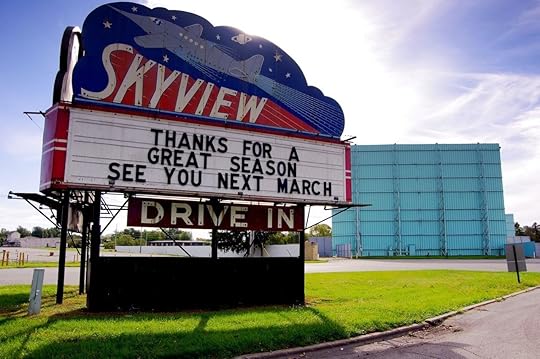 SKYVIEW
THANKS FOR A
GREAT SEASON
SEE YOU NEXT MARCH
DRIVE IN